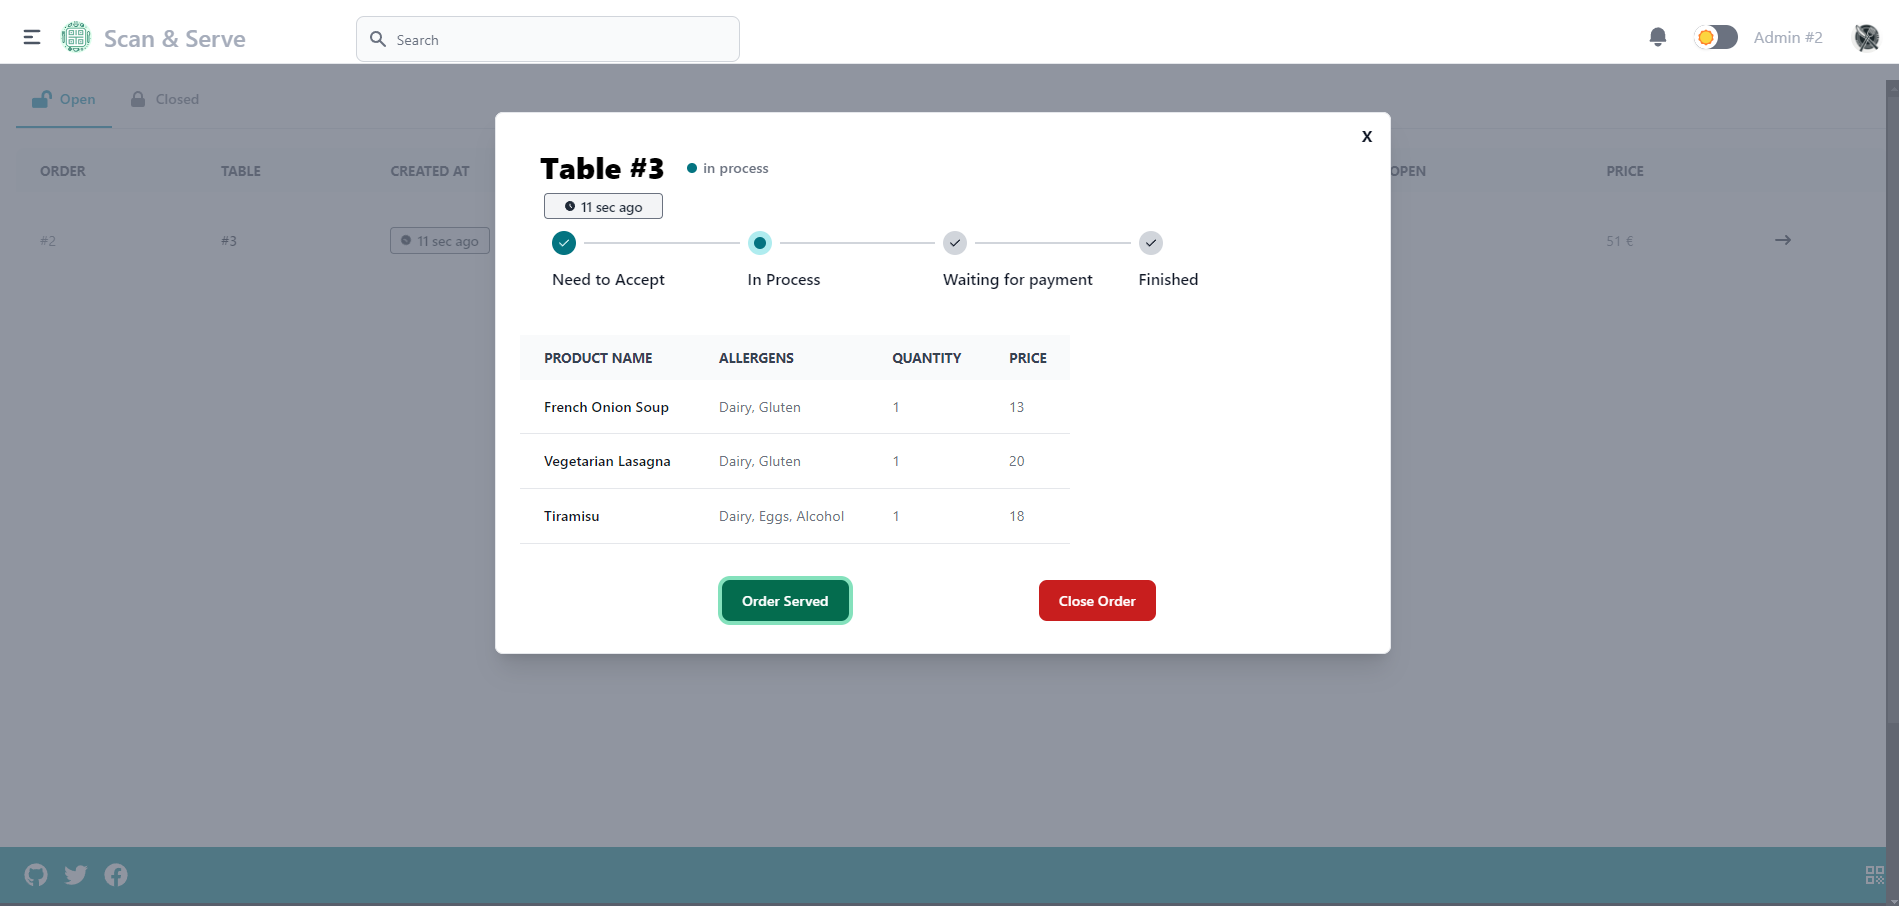 Scan & Serve
Search
Admin #2
Open
Closed
ORDER
TABLE
CREATED AT
OPEN
PRICE
#2
#3
11 sec ago
51 €
X
Table #3
in process
11 sec ago
Need to Accept
In Process
Waiting for payment
Finished
PRODUCT NAME
ALLERGENS
QUANTITY
PRICE
French Onion Soup
Dairy, Gluten
1
13
Vegetarian Lasagna
Dairy, Gluten
1
20
Tiramisu
Dairy, Eggs, Alcohol
1
18
Order Served
Close Order